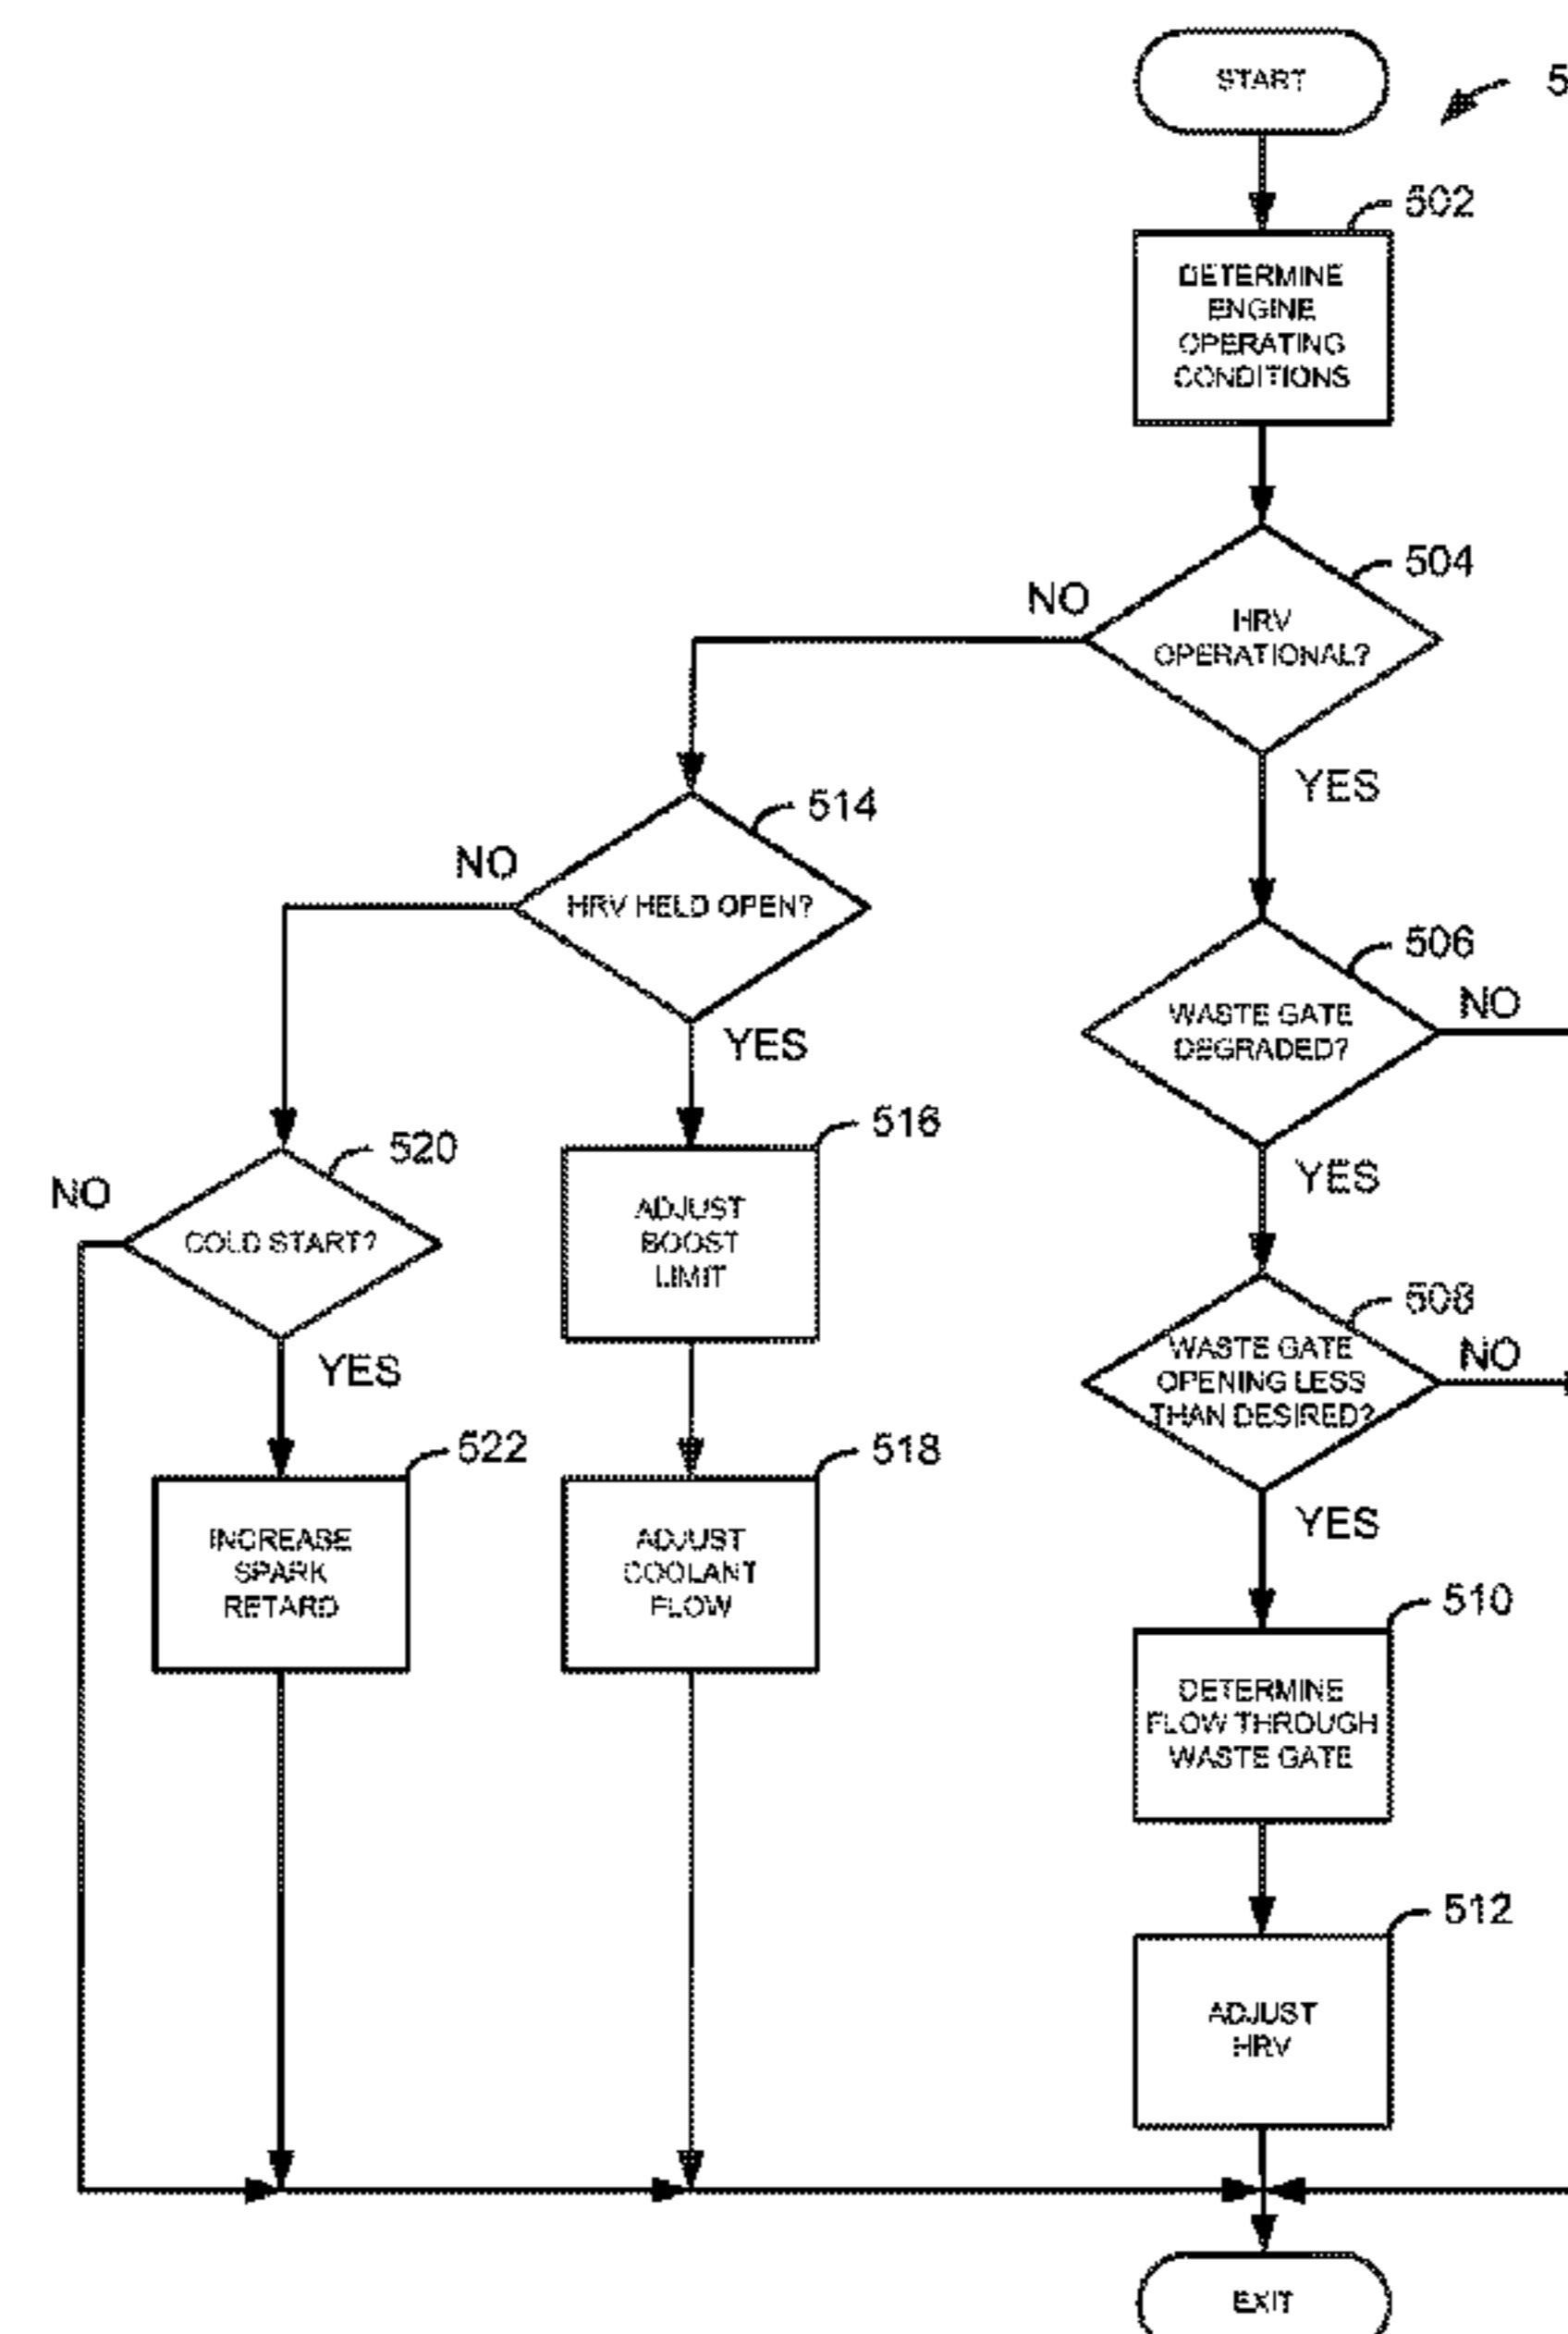 START
5
502
DETERMINE
ENGINE
OPERATING
CONDITIONS
504
NO
HRV
OPERATIONAL?
YES
514
NO
HRV HELD OPEN?
YES
506
NO
WASTE GATE
DEGRADED?
YES
516
ADJUST
BOOST
LIMIT
520
NO
COLD START?
YES
508
NO
WASTE GATE
OPENING LESS
THAN DESIRED?
YES
522
INCREASE
SPARK
RETARD
518
ADJUST
COOLANT
FLOW
510
DETERMINE
FLOW THROUGH
WASTE GATE
512
ADJUST
HRV
EXIT